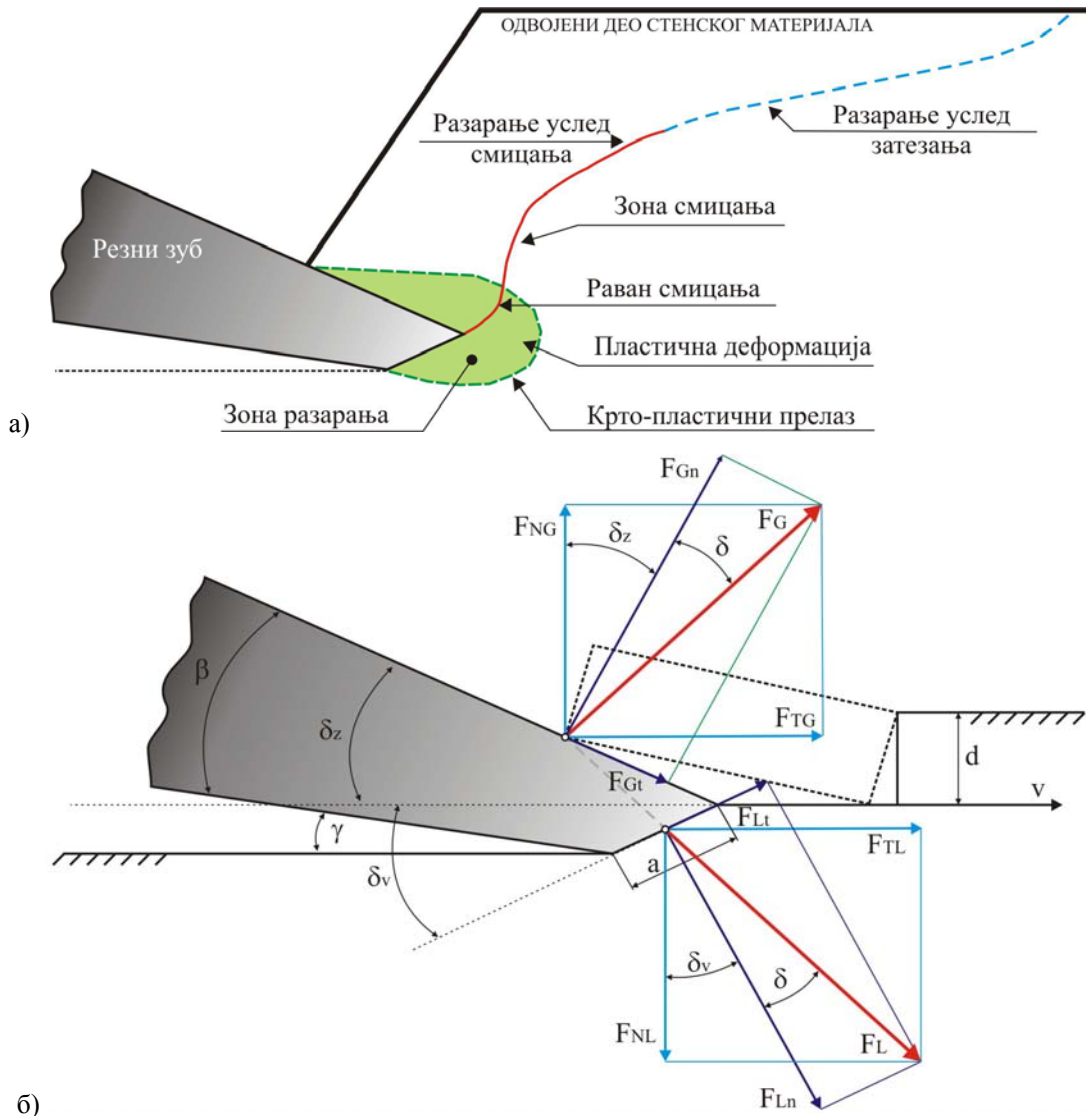 ОДВОЈЕНИ ДЕО СТЕНСКОГ МАТЕРИЈАЛА
Разарање услед
смицања
Разарање услед
затезања
Зона смицања
Резни зуб
Раван смицања
Пластична деформација
Зона разарања
Крто-пластични прелаз
а)
FGn
FNG
FG
δz
δ
β
δz
FTG
d
FGt
v
FLt
γ
FTL
a
δv
δv
δ
FNL
FL
FLn
б)